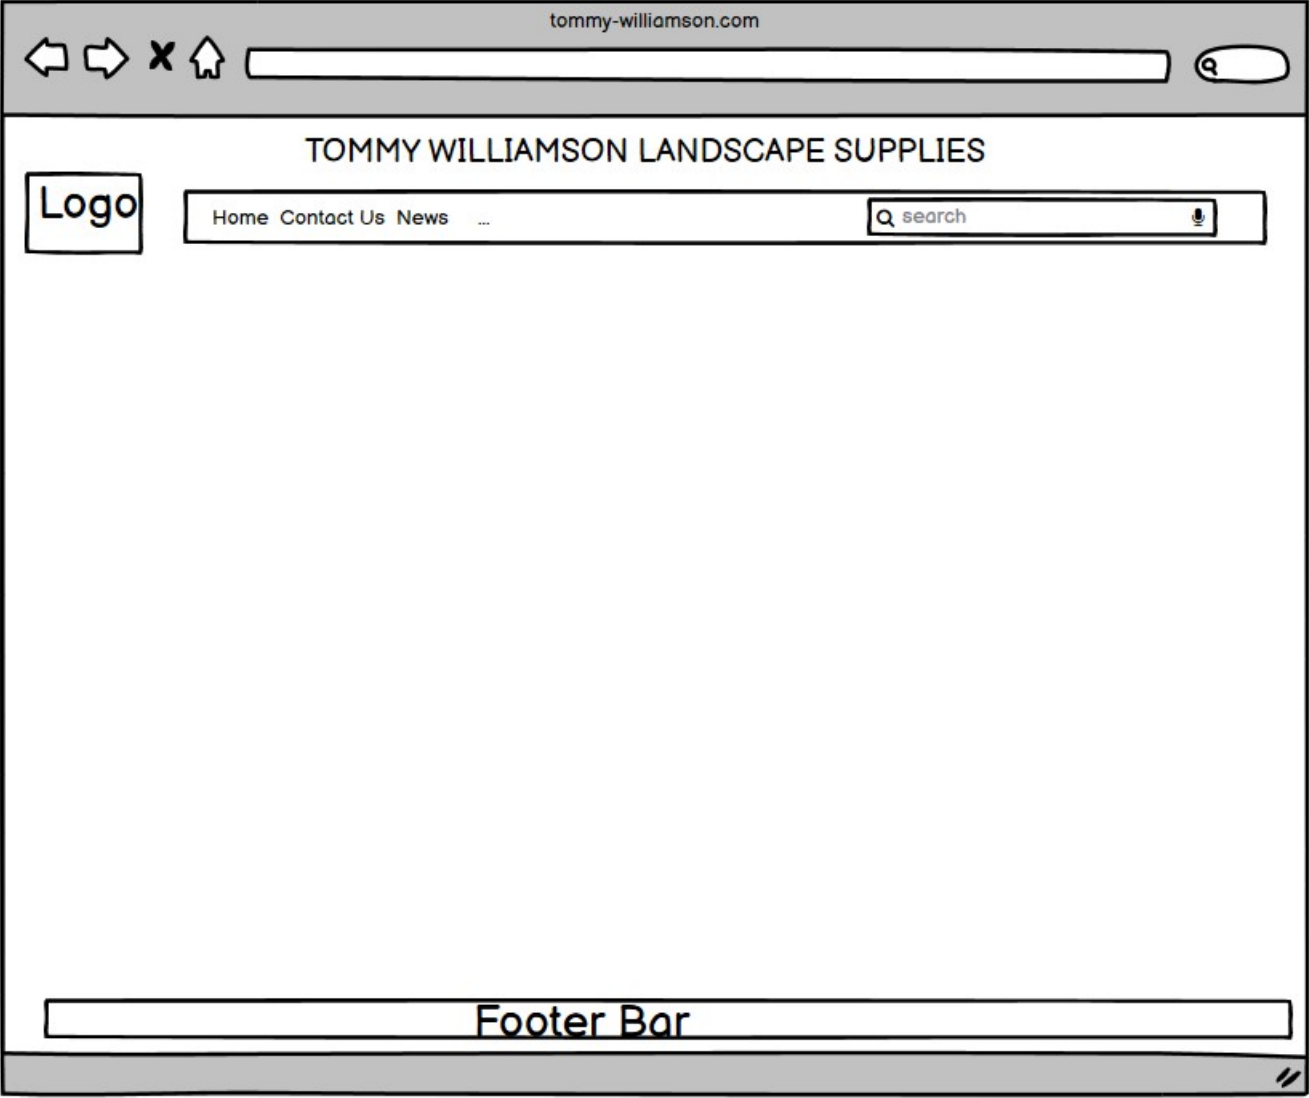 tommy-williamson.com
TOMMY WILLIAMSON LANDSCAPE SUPPLIES
Logo
Home Contact Us News ... search
Footer Bar